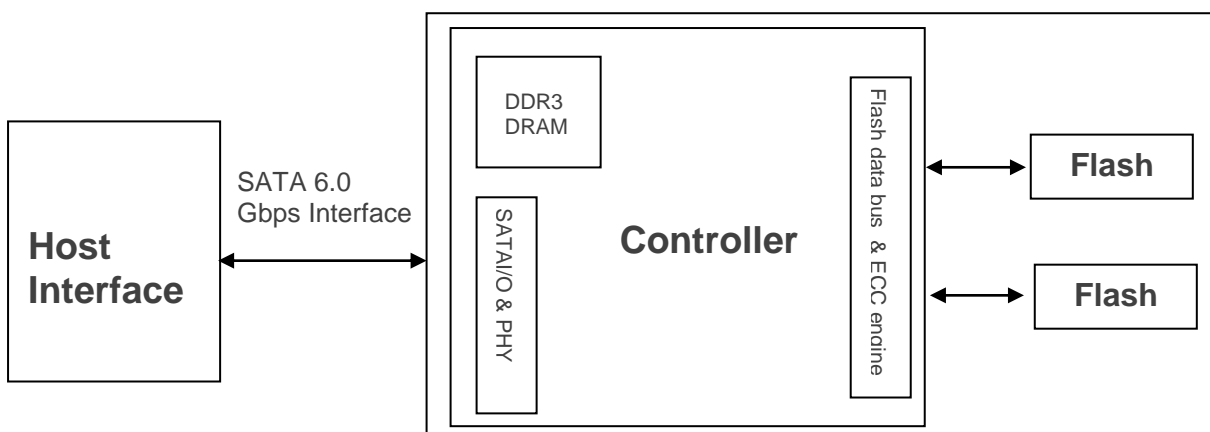 Host
Interface
SATA 6.0
Gbps Interface
DDR3
DRAM
SATAI/O & PHY
Controller
Flash data bus & ECC engine
Flash
Flash